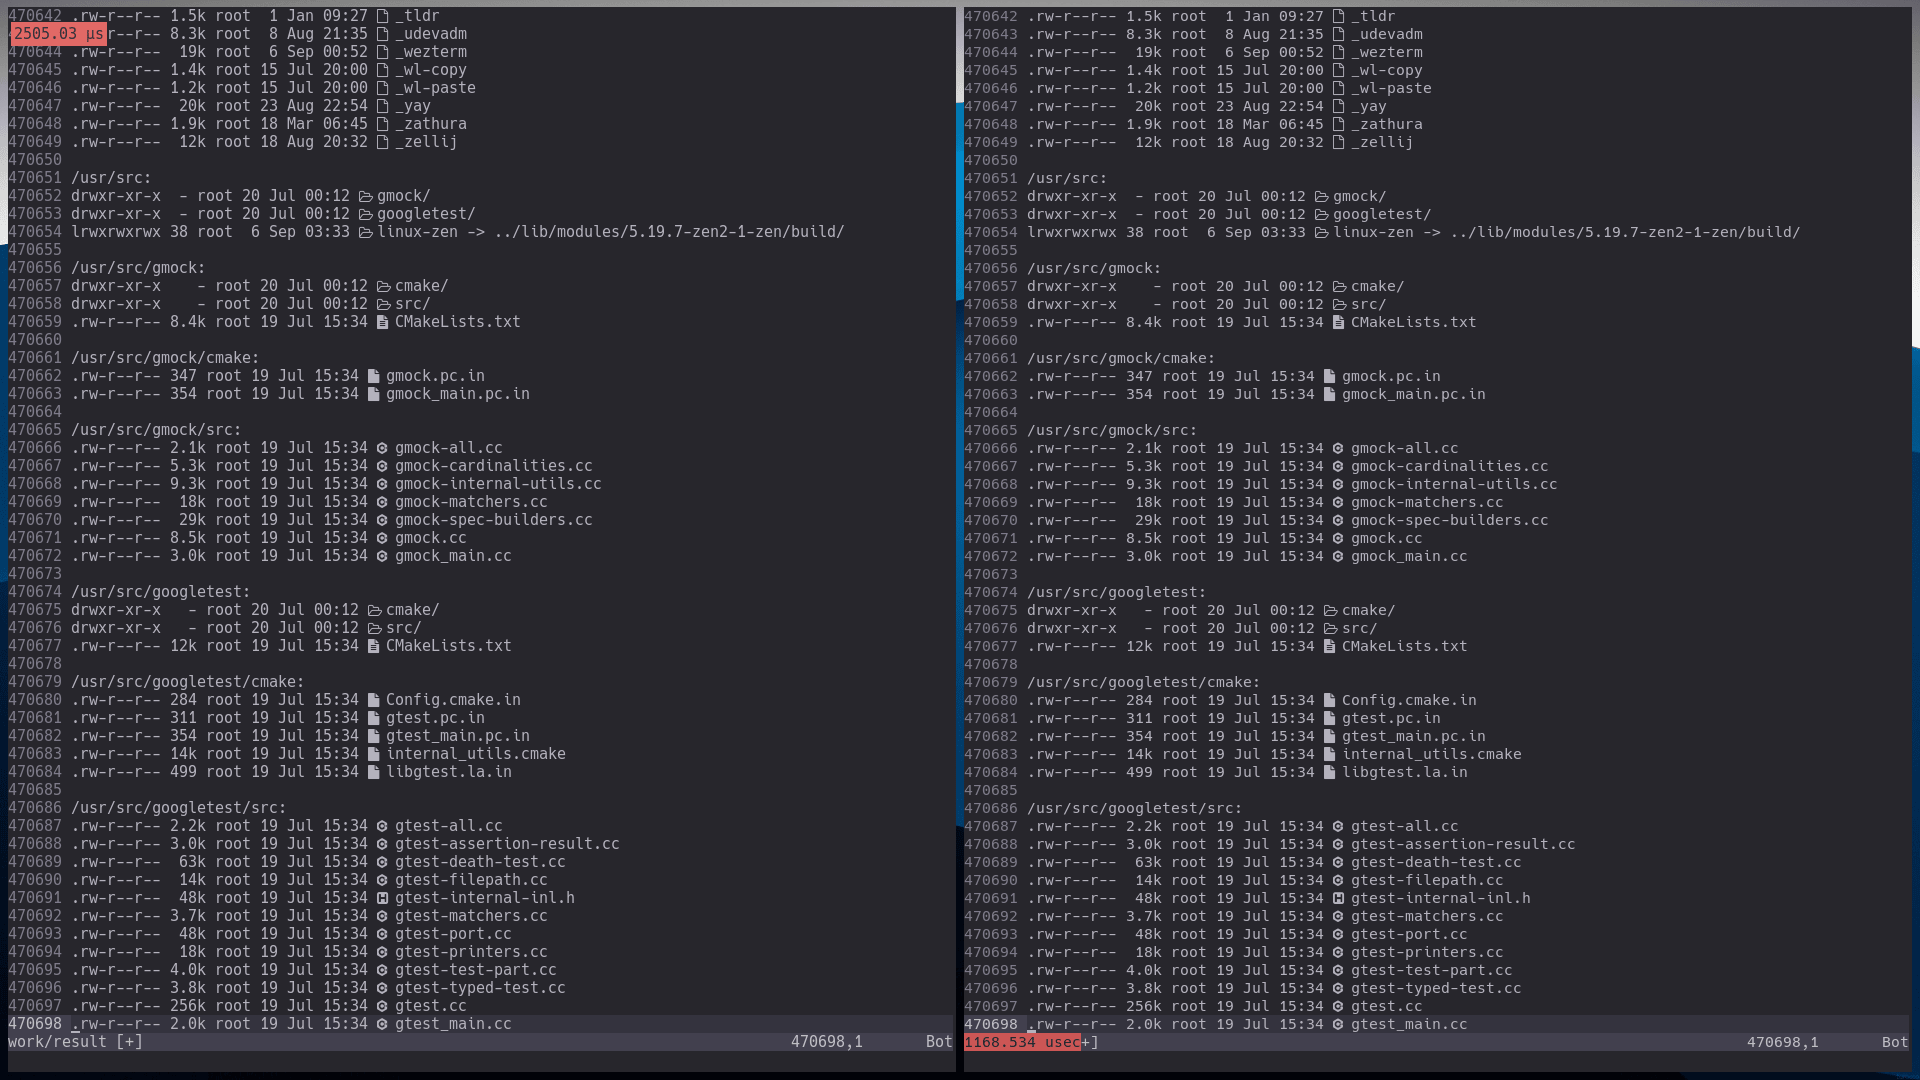 470642 .rw-r--r-- 1.5k root  1 Jan 09:27 _tldr
2505.03 µs r--r-- 8.3k root  8 Aug 21:35 _udevadm
470644 .rw-r--r--  19k root  6 Sep 00:52 _wezterm
470645 .rw-r--r-- 1.4k root 15 Jul 20:00 _wl-copy
470646 .rw-r--r-- 1.2k root 15 Jul 20:00 _wl-paste
470647 .rw-r--r--  20k root 23 Aug 22:54 _yay
470648 .rw-r--r-- 1.9k root 18 Mar 06:45 _zathura
470649 .rw-r--r--  12k root 18 Aug 20:32 _zellij
470650
470651 /usr/src:
470652 drwxr-xr-x  - root 20 Jul 00:12 gmock/
470653 drwxr-xr-x  - root 20 Jul 00:12 googletest/
470654 lrwxrwxrwx 38 root  6 Sep 03:33 linux-zen -> ../lib/modules/5.19.7-zen2-1-zen/build/
470655
470656 /usr/src/gmock:
470657 drwxr-xr-x    - root 20 Jul 00:12 cmake/
470658 drwxr-xr-x    - root 20 Jul 00:12 src/
470659 .rw-r--r-- 8.4k root 19 Jul 15:34 CMakeLists.txt
470660
470661 /usr/src/gmock/cmake:
470662 .rw-r--r-- 347 root 19 Jul 15:34 gmock.pc.in
470663 .rw-r--r-- 354 root 19 Jul 15:34 gmock_main.pc.in
470664
470665 /usr/src/gmock/src:
470666 .rw-r--r-- 2.1k root 19 Jul 15:34 gmock-all.cc
470667 .rw-r--r-- 5.3k root 19 Jul 15:34 gmock-cardinalities.cc
470668 .rw-r--r-- 9.3k root 19 Jul 15:34 gmock-internal-utils.cc
470669 .rw-r--r--  18k root 19 Jul 15:34 gmock-matchers.cc
470670 .rw-r--r--  29k root 19 Jul 15:34 gmock-spec-builders.cc
470671 .rw-r--r-- 8.5k root 19 Jul 15:34 gmock.cc
470672 .rw-r--r-- 3.0k root 19 Jul 15:34 gmock_main.cc
470673
470674 /usr/src/googletest:
470675 drwxr-xr-x   - root 20 Jul 00:12 cmake/
470676 drwxr-xr-x   - root 20 Jul 00:12 src/
470677 .rw-r--r-- 12k root 19 Jul 15:34 CMakeLists.txt
470678
470679 /usr/src/googletest/cmake:
470680 .rw-r--r-- 284 root 19 Jul 15:34 Config.cmake.in
470681 .rw-r--r-- 311 root 19 Jul 15:34 gtest.pc.in
470682 .rw-r--r-- 354 root 19 Jul 15:34 gtest_main.pc.in
470683 .rw-r--r-- 14k root 19 Jul 15:34 internal_utils.cmake
470684 .rw-r--r-- 499 root 19 Jul 15:34 libgtest.la.in
470685
470686 /usr/src/googletest/src:
470687 .rw-r--r-- 2.2k root 19 Jul 15:34 gtest-all.cc
470688 .rw-r--r-- 3.0k root 19 Jul 15:34 gtest-assertion-result.cc
470689 .rw-r--r--  63k root 19 Jul 15:34 gtest-death-test.cc
470690 .rw-r--r--  14k root 19 Jul 15:34 gtest-filepath.cc
470691 .rw-r--r--  48k root 19 Jul 15:34 gtest-internal-inl.h
470692 .rw-r--r-- 3.7k root 19 Jul 15:34 gtest-matchers.cc
470693 .rw-r--r--  48k root 19 Jul 15:34 gtest-port.cc
470694 .rw-r--r--  18k root 19 Jul 15:34 gtest-printers.cc
470695 .rw-r--r-- 4.0k root 19 Jul 15:34 gtest-test-part.cc
470696 .rw-r--r-- 3.8k root 19 Jul 15:34 gtest-typed-test.cc
470697 .rw-r--r-- 256k root 19 Jul 15:34 gtest.cc
470698 .rw-r--r-- 2.0k root 19 Jul 15:34 gtest_main.cc
work/result [+] 470698,1 Bot
470642 .rw-r--r-- 1.5k root  1 Jan 09:27 _tldr
470643 .rw-r--r-- 8.3k root  8 Aug 21:35 _udevadm
470644 .rw-r--r--  19k root  6 Sep 00:52 _wezterm
470645 .rw-r--r-- 1.4k root 15 Jul 20:00 _wl-copy
470646 .rw-r--r-- 1.2k root 15 Jul 20:00 _wl-paste
470647 .rw-r--r--  20k root 23 Aug 22:54 _yay
470648 .rw-r--r-- 1.9k root 18 Mar 06:45 _zathura
470649 .rw-r--r--  12k root 18 Aug 20:32 _zellij
470650
470651 /usr/src:
470652 drwxr-xr-x  - root 20 Jul 00:12 gmock/
470653 drwxr-xr-x  - root 20 Jul 00:12 googletest/
470654 lrwxrwxrwx 38 root  6 Sep 03:33 linux-zen -> ../lib/modules/5.19.7-zen2-1-zen/build/
470655
470656 /usr/src/gmock:
470657 drwxr-xr-x    - root 20 Jul 00:12 cmake/
470658 drwxr-xr-x    - root 20 Jul 00:12 src/
470659 .rw-r--r-- 8.4k root 19 Jul 15:34 CMakeLists.txt
470660
470661 /usr/src/gmock/cmake:
470662 .rw-r--r-- 347 root 19 Jul 15:34 gmock.pc.in
470663 .rw-r--r-- 354 root 19 Jul 15:34 gmock_main.pc.in
470664
470665 /usr/src/gmock/src:
470666 .rw-r--r-- 2.1k root 19 Jul 15:34 gmock-all.cc
470667 .rw-r--r-- 5.3k root 19 Jul 15:34 gmock-cardinalities.cc
470668 .rw-r--r-- 9.3k root 19 Jul 15:34 gmock-internal-utils.cc
470669 .rw-r--r--  18k root 19 Jul 15:34 gmock-matchers.cc
470670 .rw-r--r--  29k root 19 Jul 15:34 gmock-spec-builders.cc
470671 .rw-r--r-- 8.5k root 19 Jul 15:34 gmock.cc
470672 .rw-r--r-- 3.0k root 19 Jul 15:34 gmock_main.cc
470673
470674 /usr/src/googletest:
470675 drwxr-xr-x   - root 20 Jul 00:12 cmake/
470676 drwxr-xr-x   - root 20 Jul 00:12 src/
470677 .rw-r--r-- 12k root 19 Jul 15:34 CMakeLists.txt
470678
470679 /usr/src/googletest/cmake:
470680 .rw-r--r-- 284 root 19 Jul 15:34 Config.cmake.in
470681 .rw-r--r-- 311 root 19 Jul 15:34 gtest.pc.in
470682 .rw-r--r-- 354 root 19 Jul 15:34 gtest_main.pc.in
470683 .rw-r--r-- 14k root 19 Jul 15:34 internal_utils.cmake
470684 .rw-r--r-- 499 root 19 Jul 15:34 libgtest.la.in
470685
470686 /usr/src/googletest/src:
470687 .rw-r--r-- 2.2k root 19 Jul 15:34 gtest-all.cc
470688 .rw-r--r-- 3.0k root 19 Jul 15:34 gtest-assertion-result.cc
470689 .rw-r--r--  63k root 19 Jul 15:34 gtest-death-test.cc
470690 .rw-r--r--  14k root 19 Jul 15:34 gtest-filepath.cc
470691 .rw-r--r--  48k root 19 Jul 15:34 gtest-internal-inl.h
470692 .rw-r--r-- 3.7k root 19 Jul 15:34 gtest-matchers.cc
470693 .rw-r--r--  48k root 19 Jul 15:34 gtest-port.cc
470694 .rw-r--r--  18k root 19 Jul 15:34 gtest-printers.cc
470695 .rw-r--r-- 4.0k root 19 Jul 15:34 gtest-test-part.cc
470696 .rw-r--r-- 3.8k root 19 Jul 15:34 gtest-typed-test.cc
470697 .rw-r--r-- 256k root 19 Jul 15:34 gtest.cc
470698 .rw-r--r-- 2.0k root 19 Jul 15:34 gtest_main.cc
1168.534 usec+] 470698,1 Bot